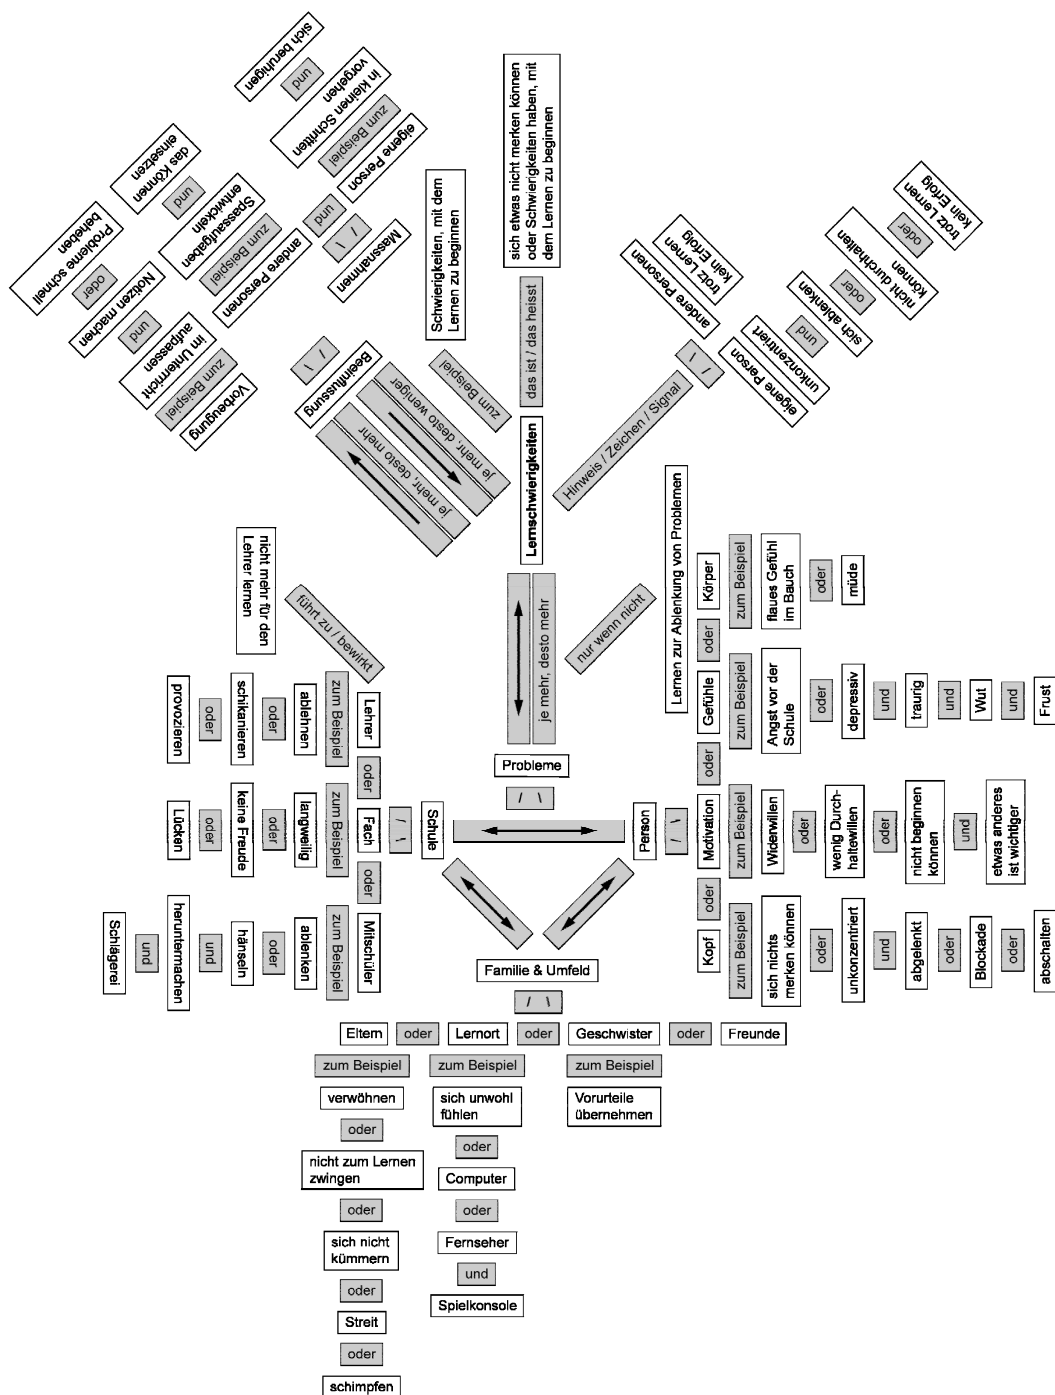 sich beruhigen
und
in kleinen Schritten
vorgehen
zum Beispiel
eigene Person
und
/ \
Massnahmen
das Können
einsetzen
und
Spassaufgaben
entwickeln
zum Beispiel
andere Personen
Probleme schnell
beheben
oder
Notizen machen
und
im Unterricht
aufpassen
zum Beispiel
Vorbeugung
/ \
Beeinflussung
je mehr, desto weniger
je mehr, desto mehr
Schwierigkeiten, mit dem
Lernen zu beginnen
zum Beispiel
sich etwas nicht merken können
oder Schwierigkeiten haben, mit
dem Lernen zu beginnen
das ist / das heisst
Lernschwierigkeiten
Hinweis / Zeichen / Signal
/ \
andere Personen
trotz Lernen
kein Erfolg
eigene Person
unkonzentriert
und
sich ablenken
oder
nicht durchhalten
können
oder
trotz Lernen
kein Erfolg
nicht mehr für den
Lehrer lernen
führt zu / bewirkt
je mehr, desto mehr
nur wenn nicht
Lernen zur Ablenkung von Problemen
Probleme
/ \
Schule
/ \
Lehrer
oder
Fach
oder
Mitschüler
zum Beispiel
ablehnen
oder
schikanieren
oder
provozieren
zum Beispiel
langweilig
oder
keine Freude
oder
Lücken
zum Beispiel
ablenken
oder
hänseln
und
heruntermachen
und
Schlägerei
Person
/ \
Körper
oder
Gefühle
oder
Motivation
oder
Kopf
zum Beispiel
flaues Gefühl
im Bauch
oder
müde
zum Beispiel
Angst vor der
Schule
oder
depressiv
und
traurig
und
Wut
und
Frust
zum Beispiel
Widerwillen
oder
wenig Durch-
haltewillen
oder
nicht beginnen
können
und
etwas anderes
ist wichtiger
zum Beispiel
sich nichts
merken können
oder
unkonzentriert
und
abgelenkt
oder
Blockade
oder
abschalten
Familie & Umfeld
/ \
Eltern
oder
Lernort
oder
Geschwister
oder
Freunde
zum Beispiel
verwöhnen
oder
nicht zum Lernen
zwingen
oder
sich nicht
kümmern
oder
Streit
oder
schimpfen
zum Beispiel
sich unwohl
fühlen
oder
Computer
oder
Fernseher
und
Spielkonsole
zum Beispiel
Vorurteile
übernehmen